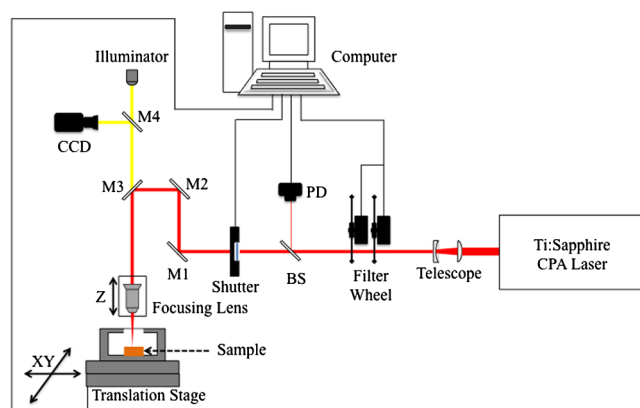 Illuminator
Computer
M4
CCD
M3
M2
PD
Ti:Sapphire
CPA Laser
M1
Shutter
BS
Filter
Wheel
Telescope
Z
Focusing Lens
Sample
XY
Translation Stage